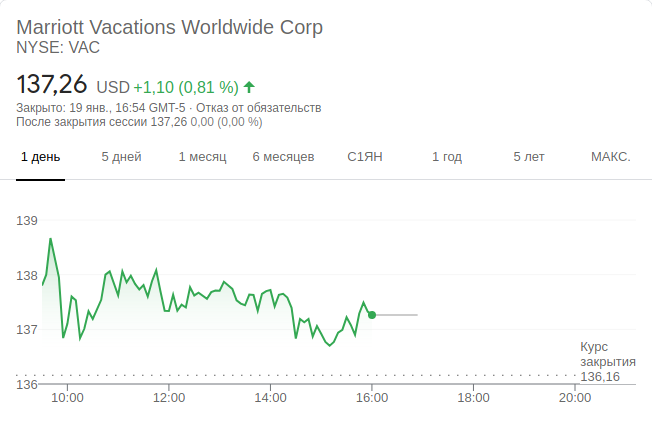 Marriott Vacations Worldwide Corp
NYSE: VAC
137,26 USD +1,10 (0,81 %)
Закрыто: 19 янв., 16:54 GMT-5 · Отказ от обязательств
После закрытия сессии 137,26 0,00 (0,00 %)
1 день 5 дней 1 месяц 6 месяцев С1ЯН 1 год 5 лет МАКС.
139
138
137
Курс
закрытия
136,16
136
10:00 12:00 14:00 16:00 18:00 20:00